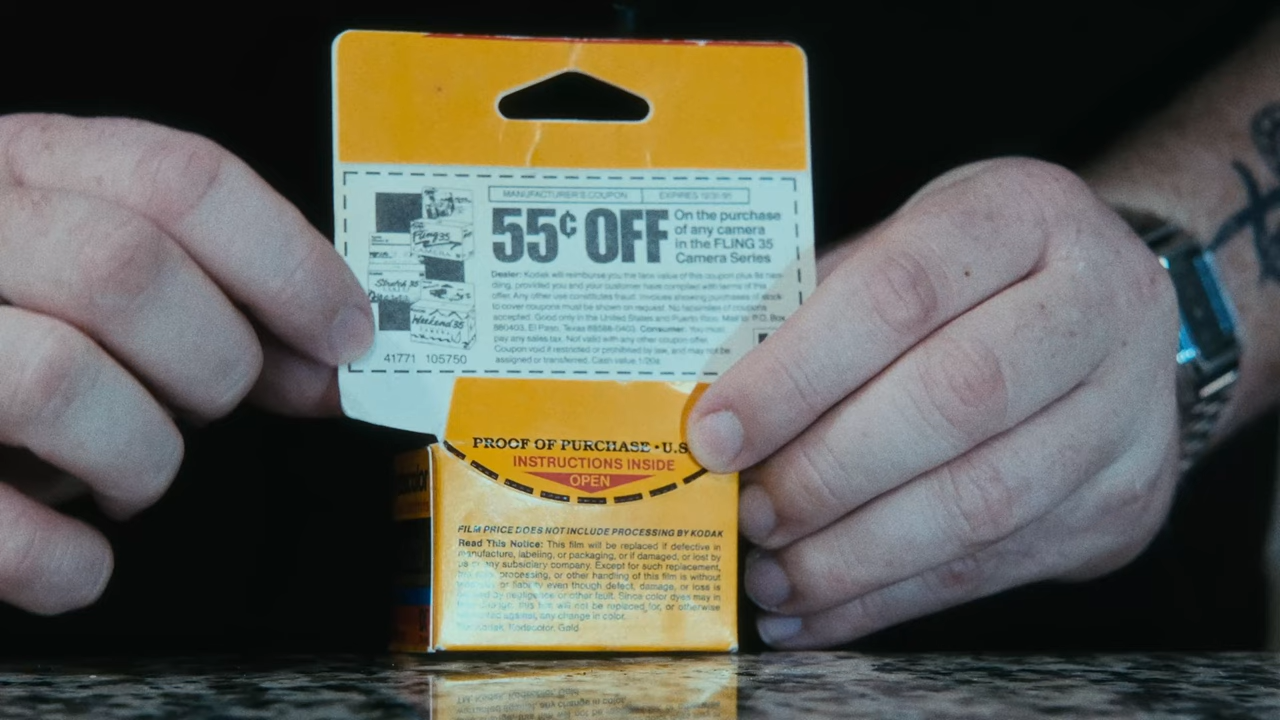 MANUFACTURER'S COUPON
EXPIRES 10/31/95
55¢ OFF
On the purchase
of any camera
in the FLING 35
Camera Series
Dealer: Kodak will reimburse you the face value of this coupon plus 8¢ han-
dling, provided you and your customer have complied with terms of this
offer. Any other use constitutes fraud. Invoices showing purchases of stock
to cover coupons must be shown on request. No facsimiles of coupons
accepted. Good only in the United States and Puerto Rico. Mail to: P.O. Box
880403, El Paso, Texas 88588-0403. Consumer: You must
pay any sales tax. Not valid with any other coupon offer.
Coupon void if restricted or prohibited by law, and may not be
assigned or transferred. Cash value 1/20¢
Fling 35
Stretch 35
Weekend 35
41771 105750
PROOF OF PURCHASE • U.S
INSTRUCTIONS INSIDE
OPEN
FILM PRICE DOES NOT INCLUDE PROCESSING BY KODAK
Read This Notice: This film will be replaced if defective in
manufacture, labeling, or packaging, or if damaged, or lost by
us or any subsidiary company. Except for such replacement,
the sale, processing, or other handling of this film is without
warranty or liability even though defect, damage, or loss is
caused by negligence or other fault. Since color dyes may in
time change, this film will not be replaced for, or otherwise
warranted against, any change in color.
Kodak, Kodacolor, Gold